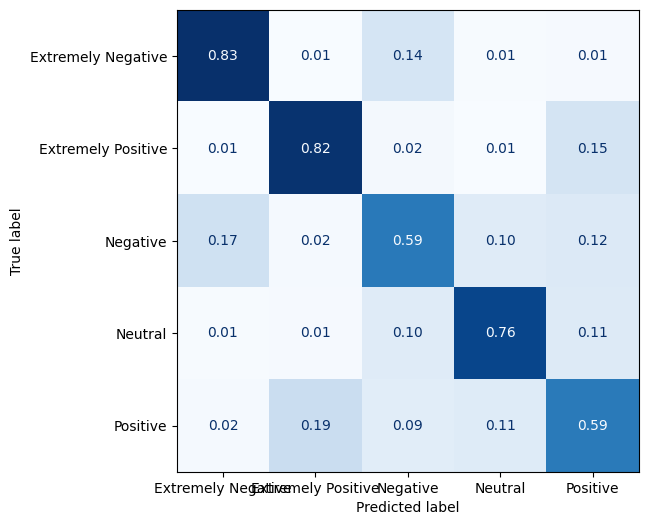 True label
Extremely Negative 0.83 0.01 0.14 0.01 0.01
Extremely Positive 0.01 0.82 0.02 0.01 0.15
Negative 0.17 0.02 0.59 0.10 0.12
Neutral 0.01 0.01 0.10 0.76 0.11
Positive 0.02 0.19 0.09 0.11 0.59
Extremely Negative Extremely Positive Negative Neutral Positive
Predicted label